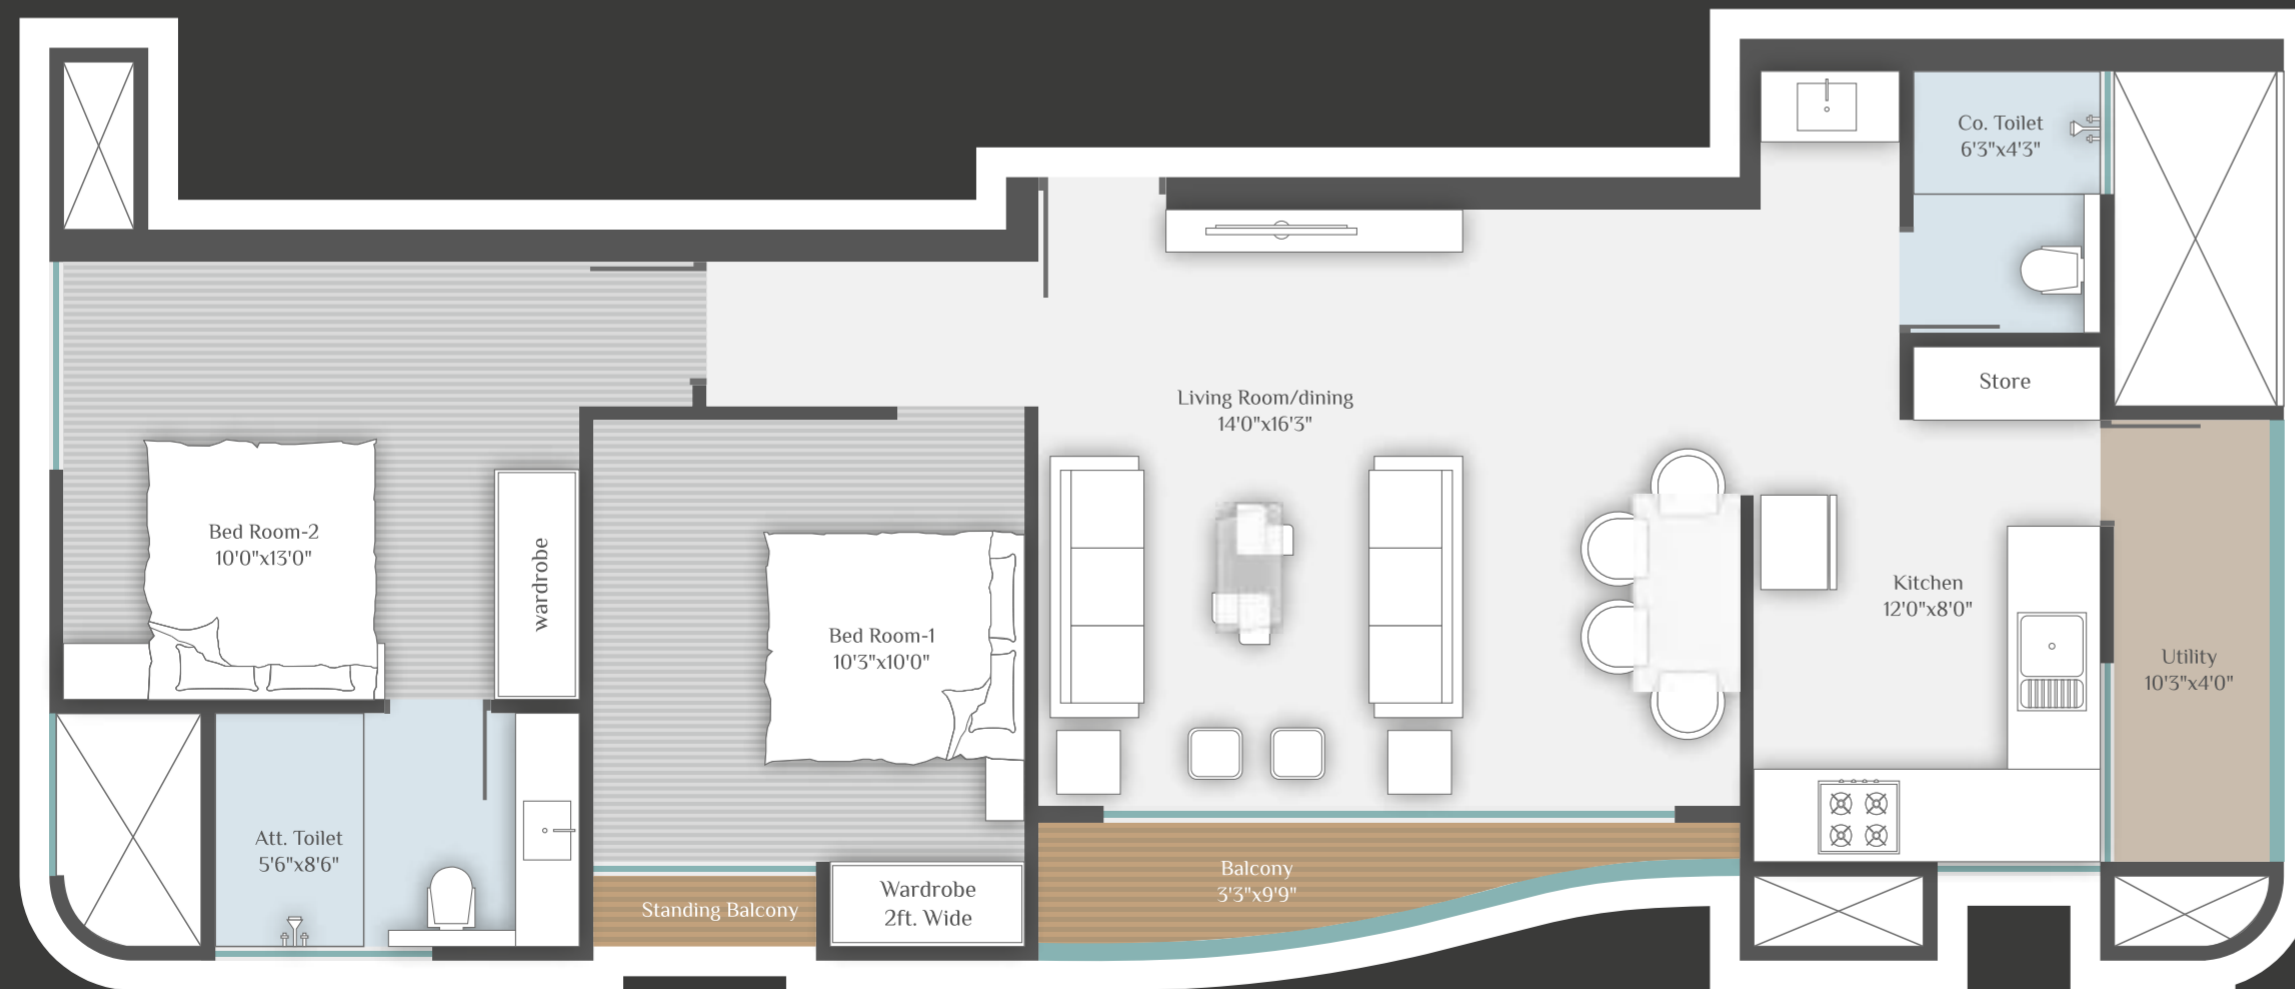 Co. Toilet
6'3"x4'3"
Store
Living Room/dining
14'0"x16'3"
Bed Room-2
10'0"x13'0"
wardrobe
Bed Room-1
10'3"x10'0"
Kitchen
12'0"x8'0"
Utility
10'3"x4'0"
Att. Toilet
5'6"x8'6"
Standing Balcony
Wardrobe
2ft. Wide
Balcony
3'3"x9'9"